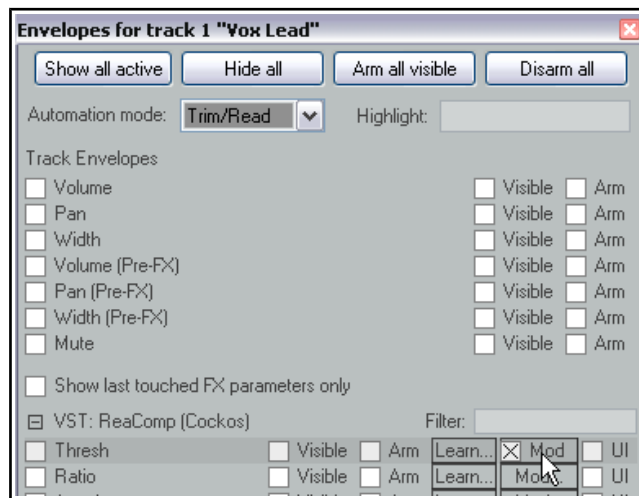 Envelopes for track 1 "Vox Lead"
Show all active Hide all Arm all visible Disarm all
Automation mode: Trim/Read Highlight:
Track Envelopes
Volume Visible Arm
Pan Visible Arm
Width Visible Arm
Volume (Pre-FX) Visible Arm
Pan (Pre-FX) Visible Arm
Width (Pre-FX) Visible Arm
Mute Visible Arm
Show last touched FX parameters only
VST: ReaComp (Cockos) Filter:
Thresh Visible Arm Learn... Mod UI
Ratio Visible Arm Learn... Mod... UI